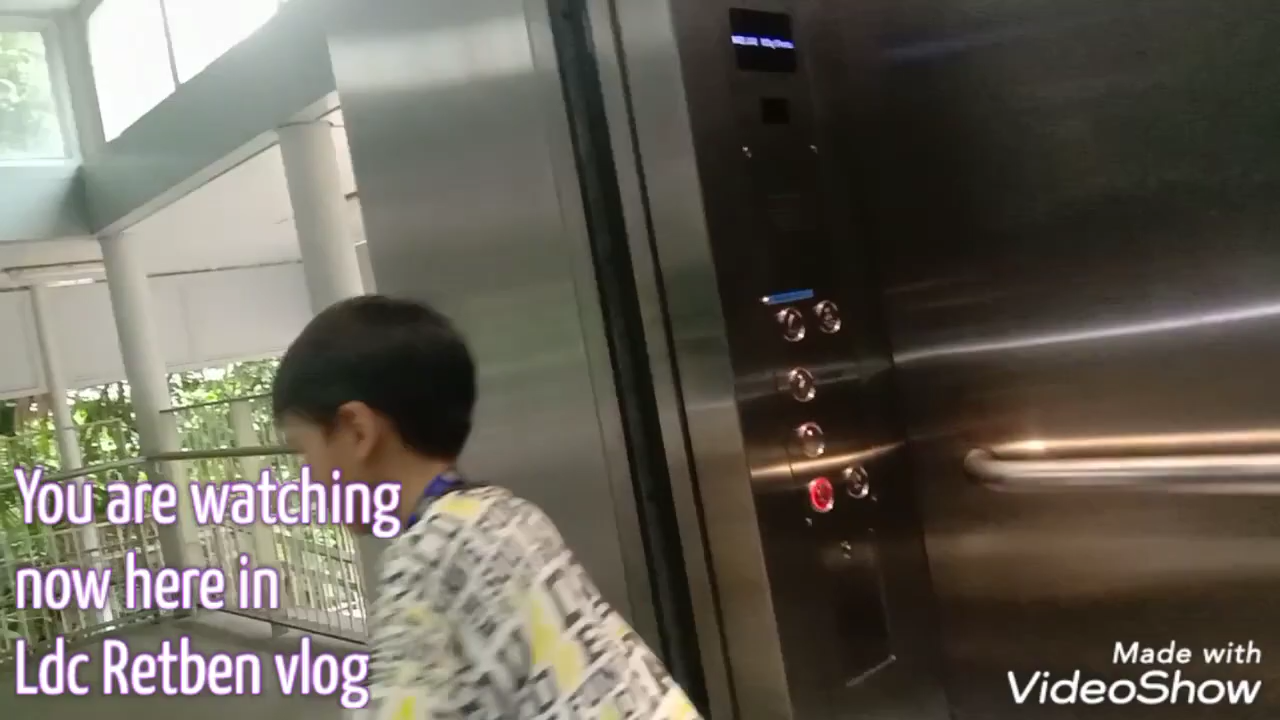 You are watching
now here in
Ldc Retben vlog
Made with
VideoShow